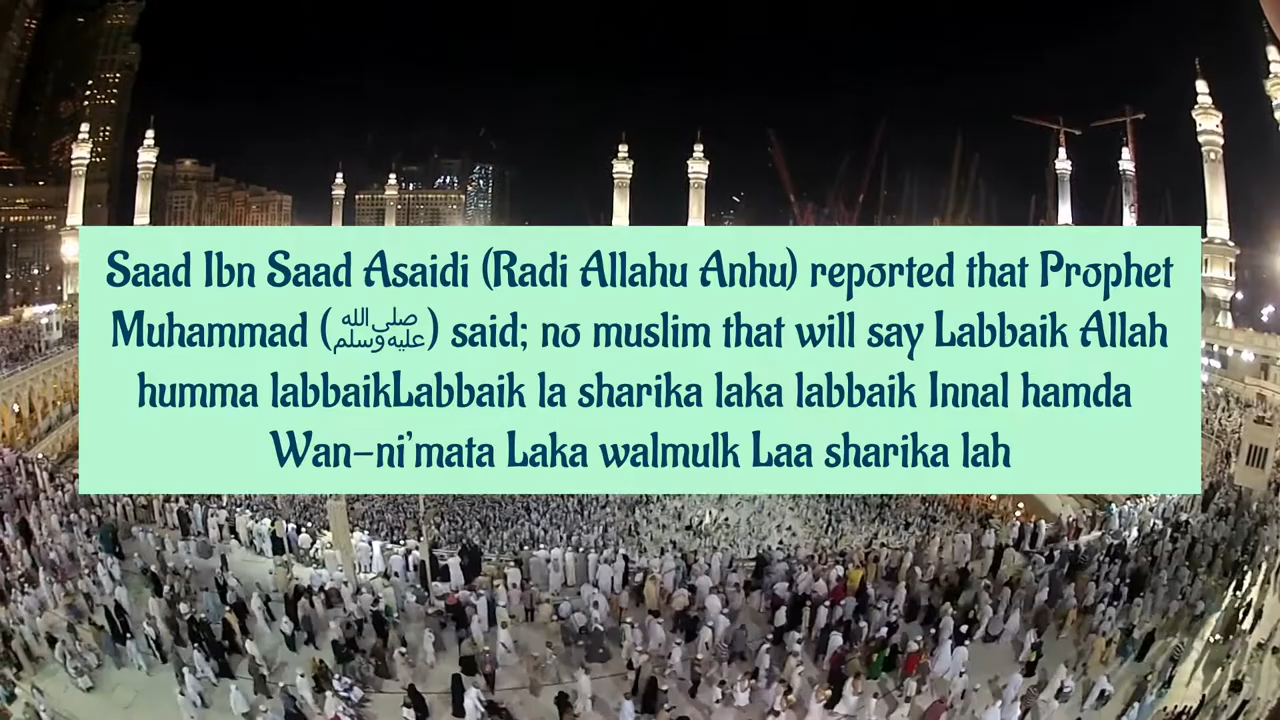 Saad Ibn Saad Asaidi (Radi Allahu Anhu) reported that Prophet
Muhammad (ﷺ) said; no muslim that will say Labbaik Allah
humma labbaikLabbaik la sharika laka labbaik Innal hamda
Wan-ni'mata Laka walmulk Laa sharika lah